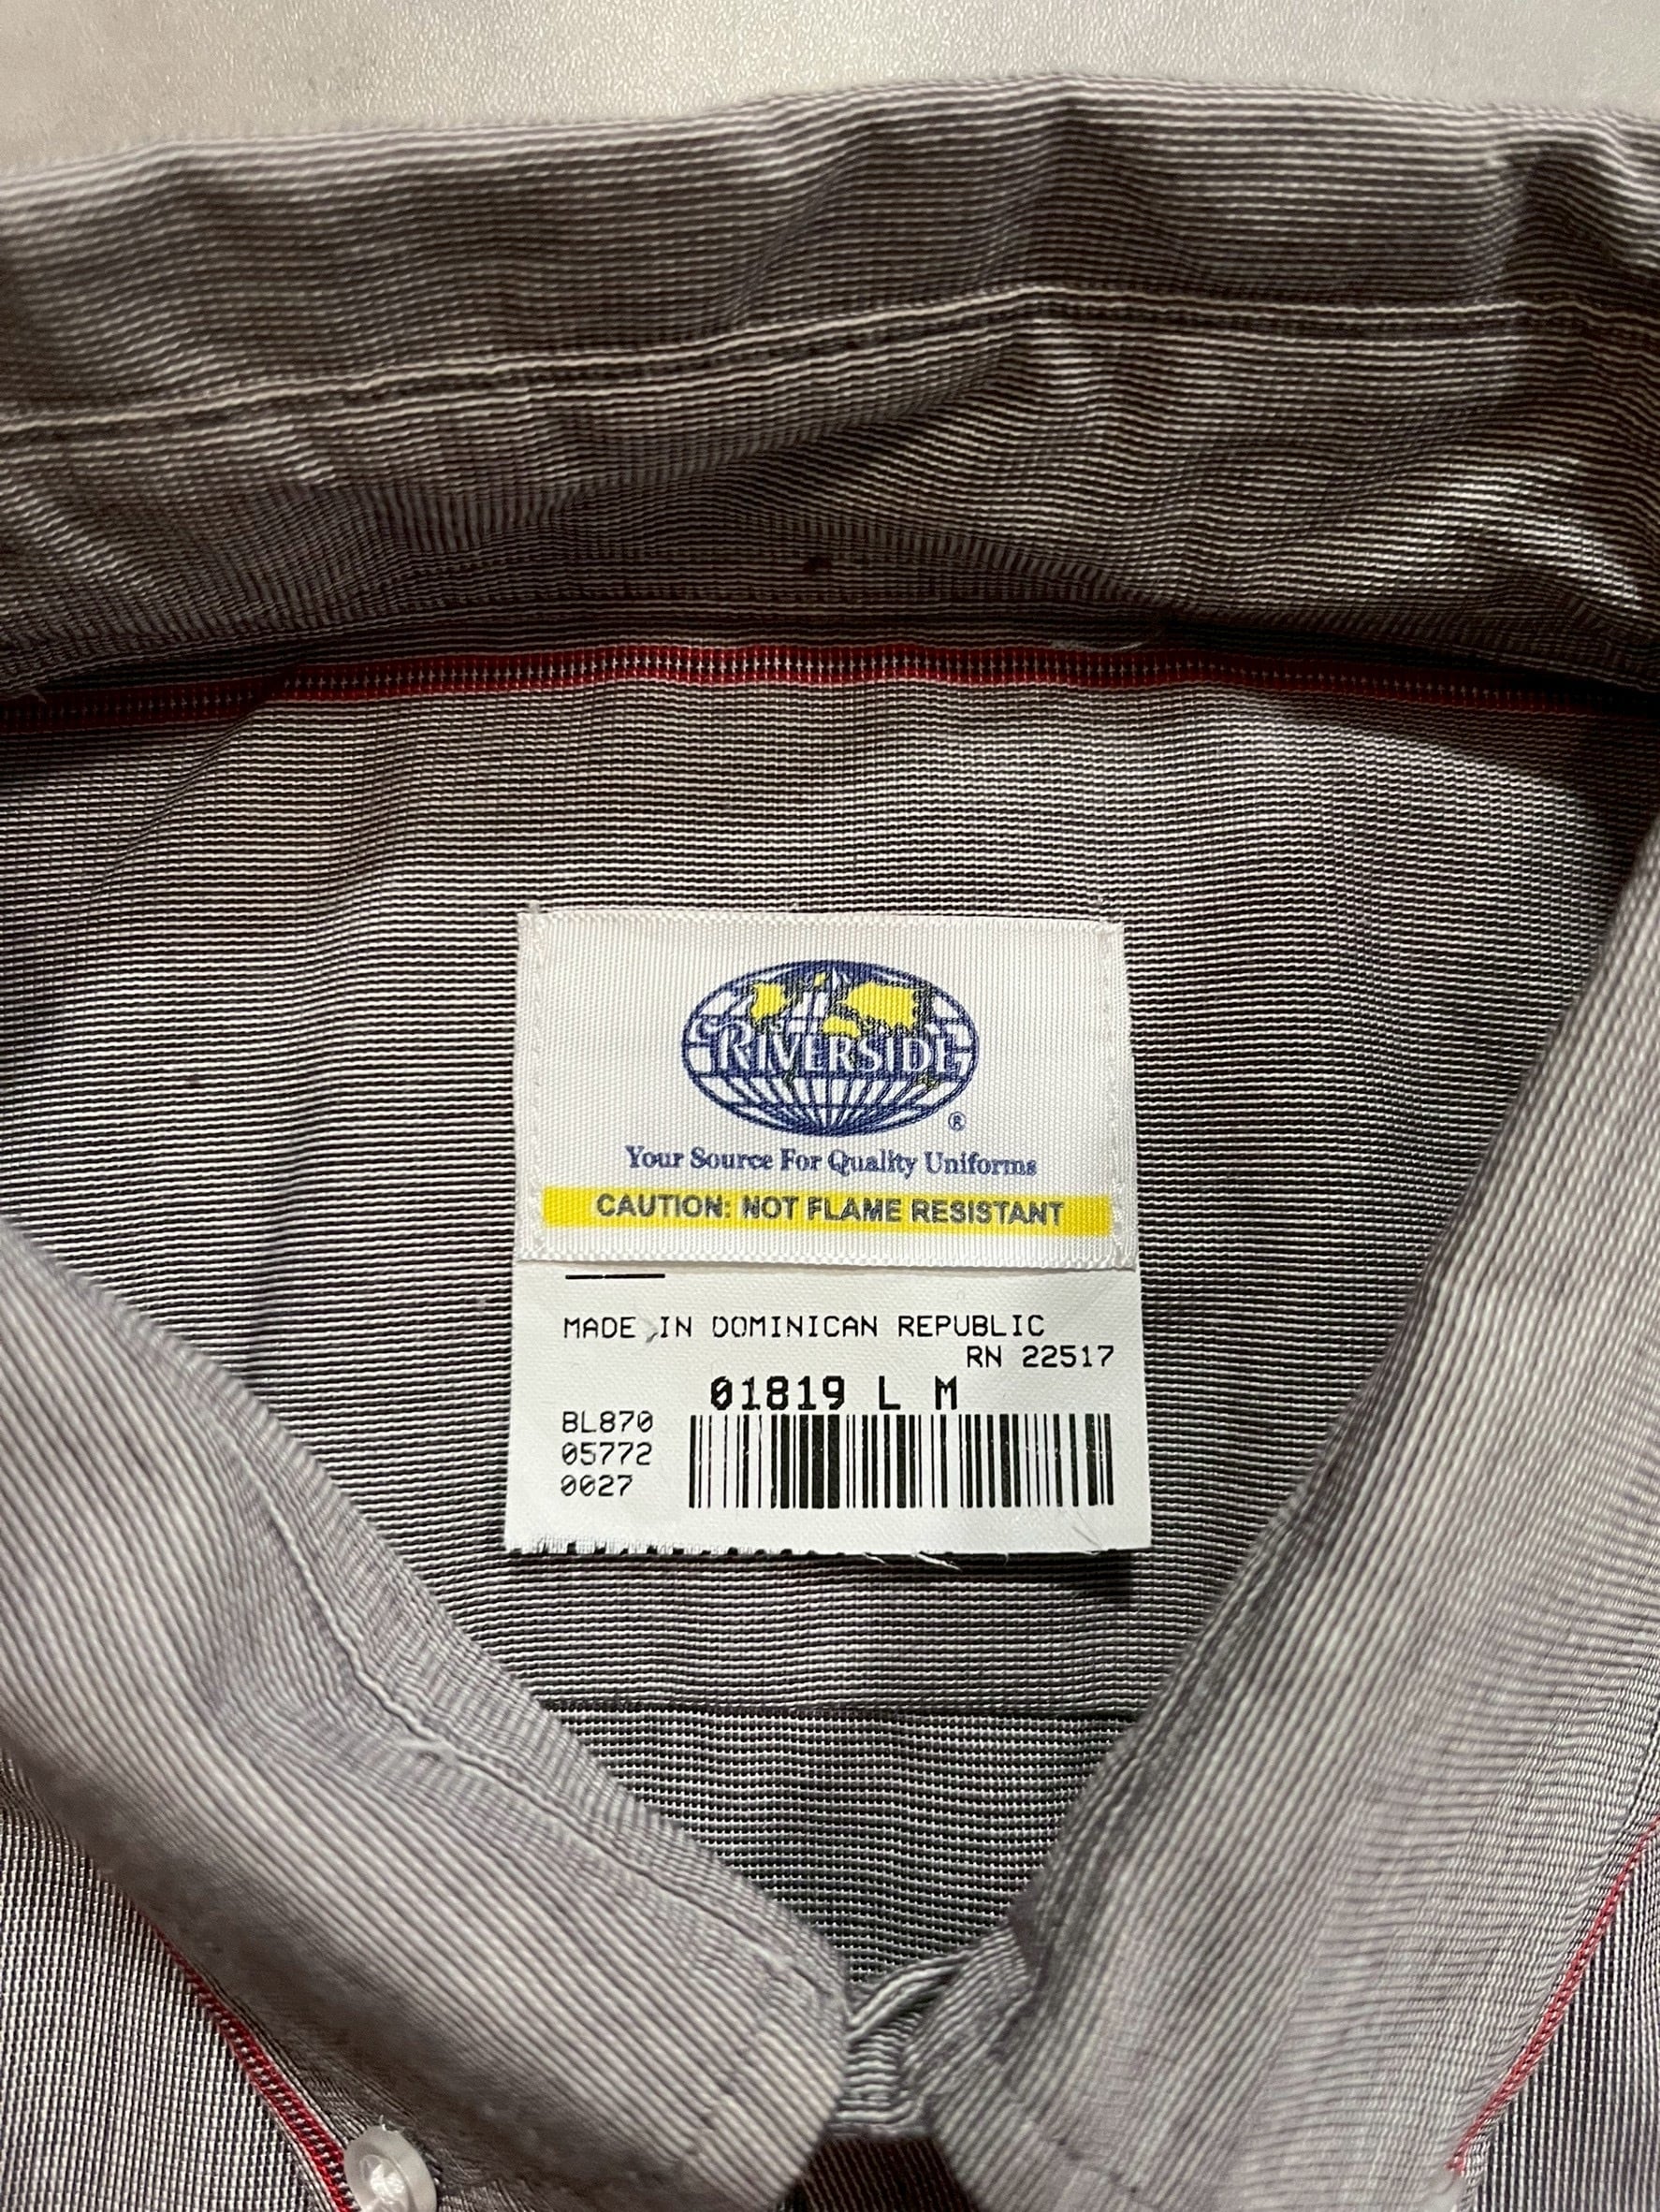 RIVERSIDE
®
Your Source For Quality Uniforms
CAUTION: NOT FLAME RESISTANT
MADE IN DOMINICAN REPUBLIC
RN 22517
01819 L M
BL870
05772
0027